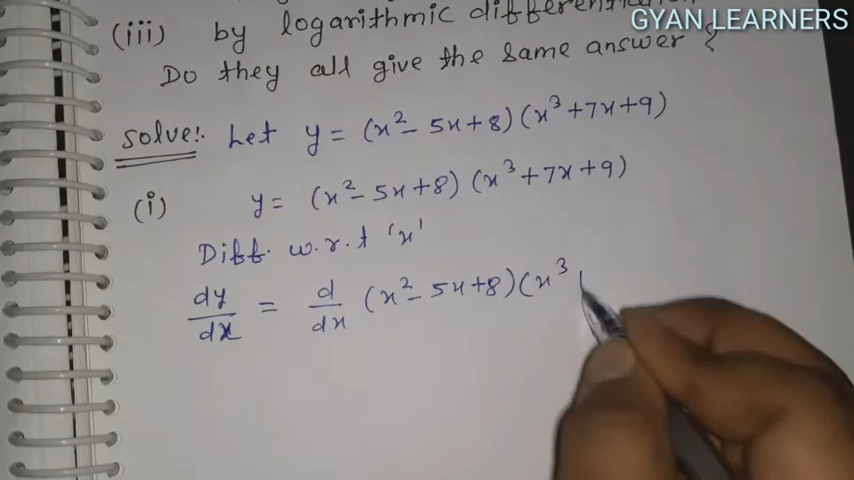 GYAN LEARNERS
(iii) by logarithmic
Do they all give the same answer ?
Solve:. Let y = (x² - 5x + 8) (x³ + 7x + 9)
(i) y = (x² - 5x + 8) (x³ + 7x + 9)
Diff. w.r.t 'x'
dy/dx = d/dx (x² - 5x + 8) (x³